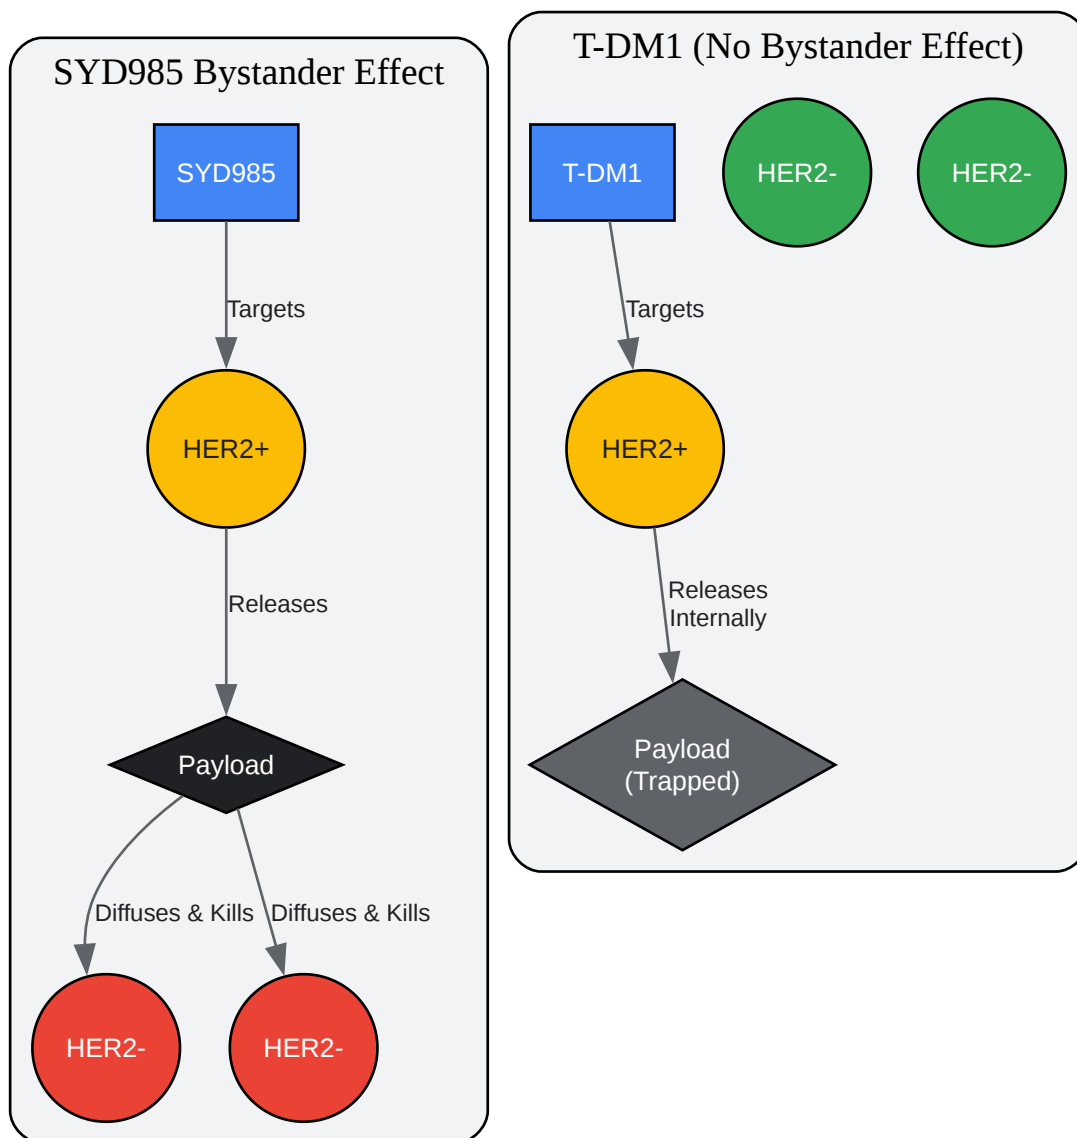 SYD985 Bystander Effect
SYD985
Targets
HER2+
Releases
Payload
Diffuses & Kills
Diffuses & Kills
HER2-
HER2-
T-DM1 (No Bystander Effect)
T-DM1
HER2-
HER2-
Targets
HER2+
Releases
Internally
Payload
(Trapped)